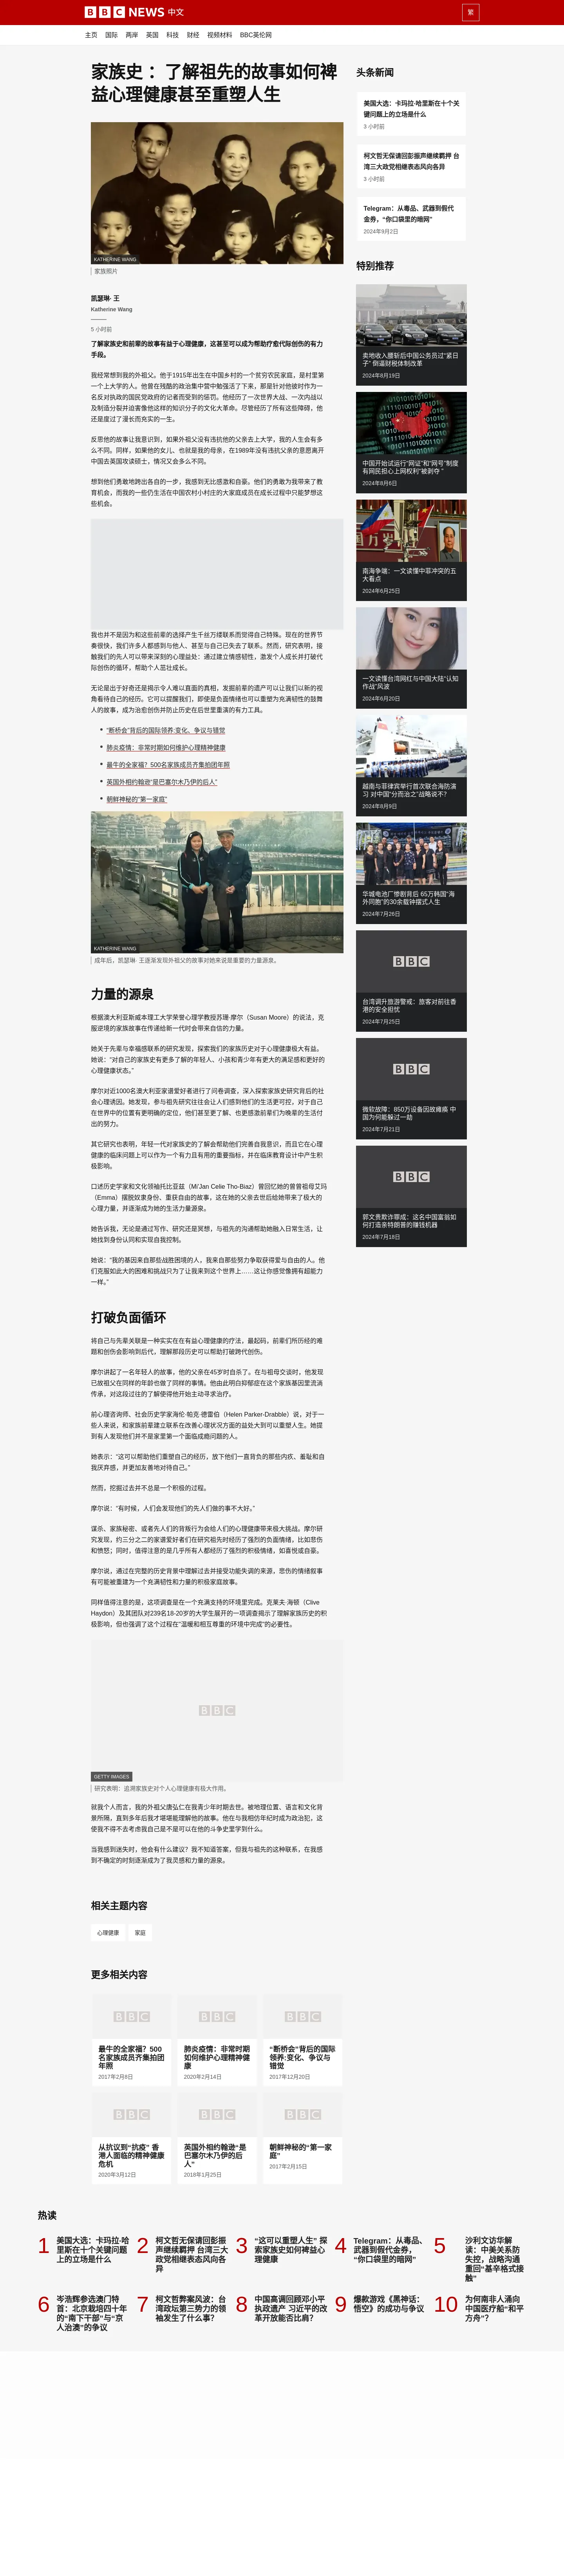 BBC NEWS 中文
繁
主页 国际 两岸 英国 科技 财经 视频材料 BBC英伦网
家族史 ： 了解祖先的故事如何裨
益心理健康甚至重塑人生
KATHERINE WANG
家族照片
凯瑟琳· 王
Katherine Wang
5 小时前
了解家族史和前辈的故事有益于心理健康，这甚至可以成为帮助疗愈代际创伤的有力
手段。
我经常想到我的外祖父。他于1915年出生在中国乡村的一个贫穷农民家庭，是村里第
一个上大学的人。他曾在残酷的政治集中营中勉强活了下来，那是针对他彼时作为一
名反对执政的国民党政府的记者而受到的惩罚。他经历了一次世界大战、一次内战以
及制造分裂并迫害像他这样的知识分子的文化大革命。尽管经历了所有这些障碍，他
还是度过了漫长而充实的一生。
反思他的故事让我意识到，如果外祖父没有违抗他的父亲去上大学，我的人生会有多
么不同。同样，如果他的女儿，也就是我的母亲，在1989年没有违抗父亲的意愿离开
中国去英国攻读硕士，情况又会多么不同。
想到他们勇敢地跨出各自的一步，我感到无比感激和自豪。他们的勇敢为我带来了教
育机会，而我的一些仍生活在中国农村小村庄的大家庭成员在成长过程中只能梦想这
些机会。
我并不是因为和这些前辈的选择产生千丝万缕联系而觉得自己特殊。现在的世界节
奏很快，我们许多人都感到与他人、甚至与自己已失去了联系。然而，研究表明，接
触我们的先人可以带来深刻的心理益处：通过建立情感韧性，激发个人成长并打破代
际创伤的循环，帮助个人茁壮成长。
无论是出于好奇还是揭示令人难以直面的真相，发掘前辈的遗产可以让我们以新的视
角看待自己的经历。它可以提醒我们，即使是负面情绪也可以重塑为充满韧性的鼓舞
人的故事，成为治愈创伤并防止历史在后世里重演的有力工具。
“断桥会”背后的国际领养:变化、争议与错觉
肺炎疫情：非常时期如何维护心理精神健康
最牛的全家福？500名家族成员齐集拍团年照
英国外相约翰逊“是巴塞尔木乃伊的后人”
朝鲜神秘的“第一家庭”
KATHERINE WANG
成年后，凯瑟琳· 王逐渐发现外祖父的故事对她来说是重要的力量源泉。
力量的源泉
根据澳大利亚斯威本理工大学荣誉心理学教授苏珊·摩尔（Susan Moore）的说法，克
服逆境的家族故事在传递给新一代时会带来自信的力量。
她关于先辈与幸福感联系的研究发现，探索我们的家族历史对于心理健康极大有益。
她说：“对自己的家族史有更多了解的年轻人、小孩和青少年有更大的满足感和更好的
心理健康状态。”
摩尔对近1000名澳大利亚家谱爱好者进行了问卷调查，深入探索家族史研究背后的社
会心理诱因。她发现，参与祖先研究往往会让人们感到他们的生活更可控，对于自己
在世界中的位置有更明确的定位，他们甚至更了解、也更感激前辈们为晚辈的生活付
出的努力。
其它研究也表明，年轻一代对家族史的了解会帮助他们完善自我意识，而且它在心理
健康的临床问题上可以作为一个有力且有用的重要指标，并在临床教育设计中产生积
极影响。
口述历史学家和文化领袖托比亚兹（Mi'Jan Celie Tho-Biaz）曾回忆她的曾曾祖母艾玛
（Emma）摆脱奴隶身份、重获自由的故事，这在她的父亲去世后给她带来了极大的
心理力量，并逐渐成为她的生活力量源泉。
她告诉我，无论是通过写作、研究还是冥想，与祖先的沟通帮助她融入日常生活，让
她找到身份认同和实现自我控制。
她说：“我的基因来自那些战胜困境的人，我来自那些努力争取获得爱与自由的人。他
们克服如此大的困难和挑战只为了让我来到这个世界上……这让你感觉像拥有超能力
一样。”
打破负面循环
将自己与先辈关联是一种实实在在有益心理健康的疗法，最起码，前辈们所历经的难
题和创伤会影响到后代，理解那段历史可以帮助打破跨代创伤。
摩尔讲起了一名年轻人的故事，他的父亲在45岁时自杀了。在与祖母交谈时，他发现
已故祖父在同样的年龄也做了同样的事情。他由此明白抑郁症在这个家族基因里流淌
传承，对这段过往的了解使得他开始主动寻求治疗。
前心理咨询师、社会历史学家海伦·帕克·德雷伯（Helen Parker-Drabble）说，对于一
些人来说，和家族前辈建立联系在改善心理状况方面的益处大到可以重塑人生。她提
到有人发现他们并不是家里第一个面临成瘾问题的人。
她表示：“这可以帮助他们重塑自己的经历，放下他们一直背负的那些内疚、羞耻和自
我厌弃感，并更加友善地对待自己。”
然而，挖掘过去并不总是一个积极的过程。
摩尔说：“有时候，人们会发现他们的先人们做的事不大好。”
谋杀、家族秘密、或者先人们的背叛行为会给人们的心理健康带来极大挑战。摩尔研
究发现，约三分之二的家谱爱好者们在研究祖先时经历了强烈的负面情绪，比如悲伤
和愤怒；同时，值得注意的是几乎所有人都经历了强烈的积极情绪，如喜悦或自豪。
摩尔说，通过在完整的历史背景中理解过去并接受功能失调的来源，悲伤的情绪叙事
有可能被重建为一个充满韧性和力量的积极家庭故事。
同样值得注意的是，这项调查是在一个充满支持的环境里完成。克莱夫·海顿（Clive
Haydon）及其团队对239名18-20岁的大学生展开的一项调查揭示了理解家族历史的积
极影响，但也强调了这个过程在”温暖和相互尊重的环境中完成“的必要性。
BBC
GETTY IMAGES
研究表明：追溯家族史对个人心理健康有极大作用。
就我个人而言，我的外祖父唐弘仁在我青少年时期去世。被地理位置、语言和文化背
景所隔，直到多年后我才堪堪能理解他的故事。他在与我相仿年纪时成为政治犯，这
使我不得不去考虑我自己是不是可以在他的斗争史里学到什么。
当我感到迷失时，他会有什么建议？我不知道答案，但我与祖先的这种联系，在我感
到不确定的时刻逐渐成为了我灵感和力量的源泉。
相关主题内容
心理健康 家庭
更多相关内容
BBC BBC BBC
最牛的全家福？500
名家族成员齐集拍团
年照
2017年2月8日
肺炎疫情：非常时期
如何维护心理精神健
康
2020年2月14日
“断桥会”背后的国际
领养:变化、争议与
错觉
2017年12月20日
BBC BBC BBC
从抗议到“抗疫” 香
港人面临的精神健康
危机
2020年3月12日
英国外相约翰逊“是
巴塞尔木乃伊的后
人”
2018年1月25日
朝鲜神秘的“第一家
庭”
2017年2月15日
头条新闻
美国大选：卡玛拉·哈里斯在十个关
键问题上的立场是什么
3 小时前
柯文哲无保请回彭振声继续羁押 台
湾三大政党相继表态风向各异
3 小时前
Telegram：从毒品、武器到假代
金券，“你口袋里的暗网”
2024年9月2日
特别推荐
卖地收入腰斩后中国公务员过“紧日
子” 倒逼财税体制改革
2024年8月19日
中国开始试运行“网证”和“网号”制度
有网民担心上网权利“被剥夺 ”
2024年8月6日
南海争端：一文读懂中菲冲突的五
大看点
2024年6月25日
一文读懂台湾网红与中国大陆“认知
作战”风波
2024年6月20日
越南与菲律宾举行首次联合海防演
习 对中国“分而治之”战略说不？
2024年8月9日
华城电池厂惨剧背后 65万韩国“海
外同胞”的30余载钟摆式人生
2024年7月26日
BBC
台湾调升旅游警戒：旅客对前往香
港的安全担忧
2024年7月25日
BBC
微软故障：850万设备因故瘫痪 中
国为何能躲过一劫
2024年7月21日
BBC
郭文贵欺诈罪成：这名中国富翁如
何打造亲特朗普的赚钱机器
2024年7月18日
热读
1 美国大选：卡玛拉·哈
里斯在十个关键问题
上的立场是什么
2 柯文哲无保请回彭振
声继续羁押 台湾三大
政党相继表态风向各
异
3 “这可以重塑人生” 探
索家族史如何裨益心
理健康
4 Telegram：从毒品、
武器到假代金券，
“你口袋里的暗网”
5 沙利文访华解
读：中美关系防
失控，战略沟通
重回“基辛格式接
触”
6 岑浩辉参选澳门特
首：北京栽培四十年
的“南下干部”与“京
人治澳”的争议
7 柯文哲弊案风波：台
湾政坛第三势力的领
袖发生了什么事？
8 中国高调回顾邓小平
执政遗产 习近平的改
革开放能否比肩？
9 爆款游戏《黑神话：
悟空》的成功与争议
10 为何南非人涌向
中国医疗船“和平
方舟”？